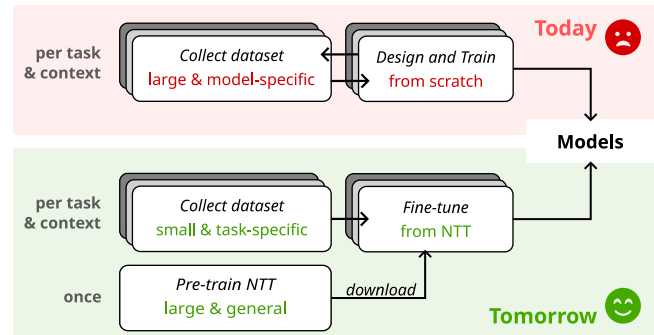 Today
per task
& context
Collect dataset
large & model-specific
Design and Train
from scratch
Models
per task
& context
Collect dataset
small & task-specific
Fine-tune
from NTT
once
Pre-train NTT
large & general
download
Tomorrow